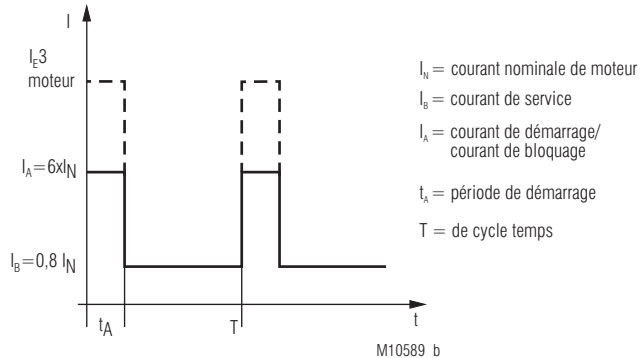 I
I_E3
moteur
I_A=6xI_N
I_B=0,8 I_N
t_A
T
t
I_N= courant nominale de moteur
I_B= courant de service
I_A= courant de démarrage/
courant de bloquage
t_A= période de démarrage
T = de cycle temps
M10589_b